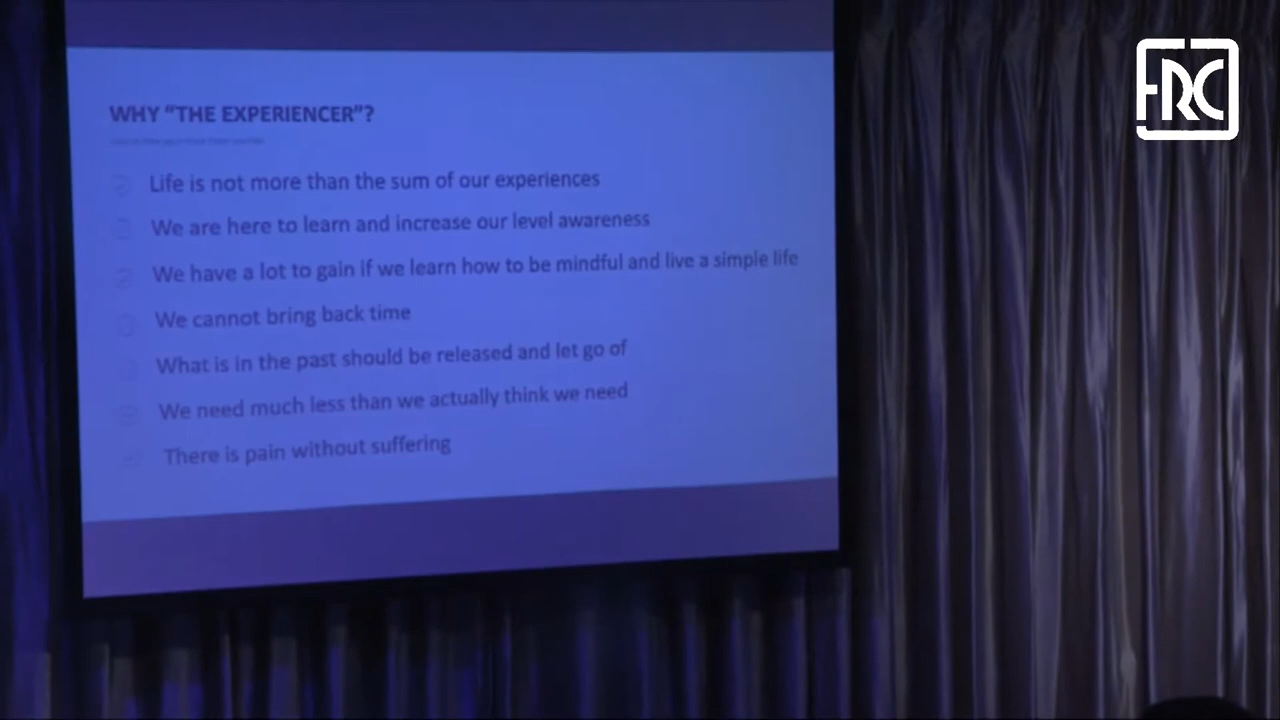 FRC
WHY “THE EXPERIENCER”?
Life is not more than the sum of our experiences
We are here to learn and increase our level awareness
We have a lot to gain if we learn how to be mindful and live a simple life
We cannot bring back time
What is in the past should be released and let go of
We need much less than we actually think we need
There is pain without suffering